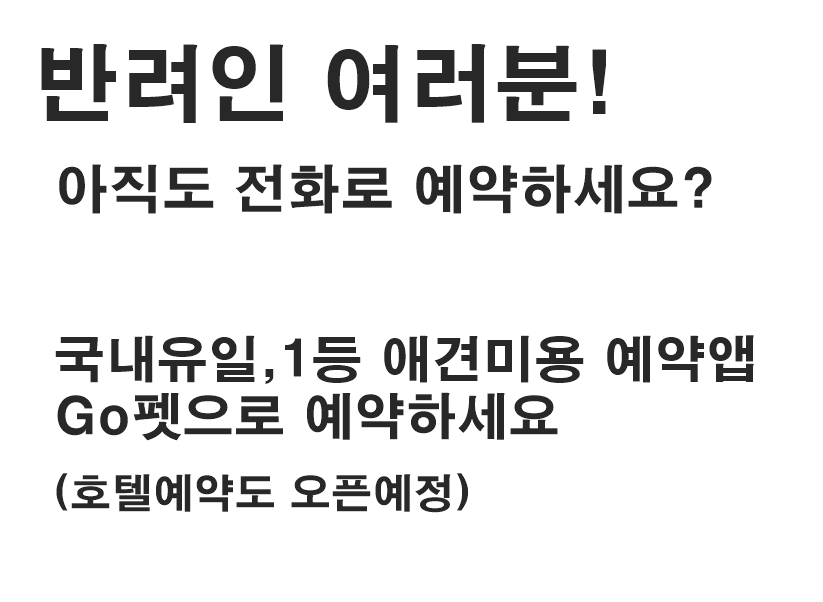 반려인 여러분!
아직도 전화로 예약하세요?
국내유일,1등 애견미용 예약앱
Go펫으로 예약하세요
(호텔예약도 오픈예정)